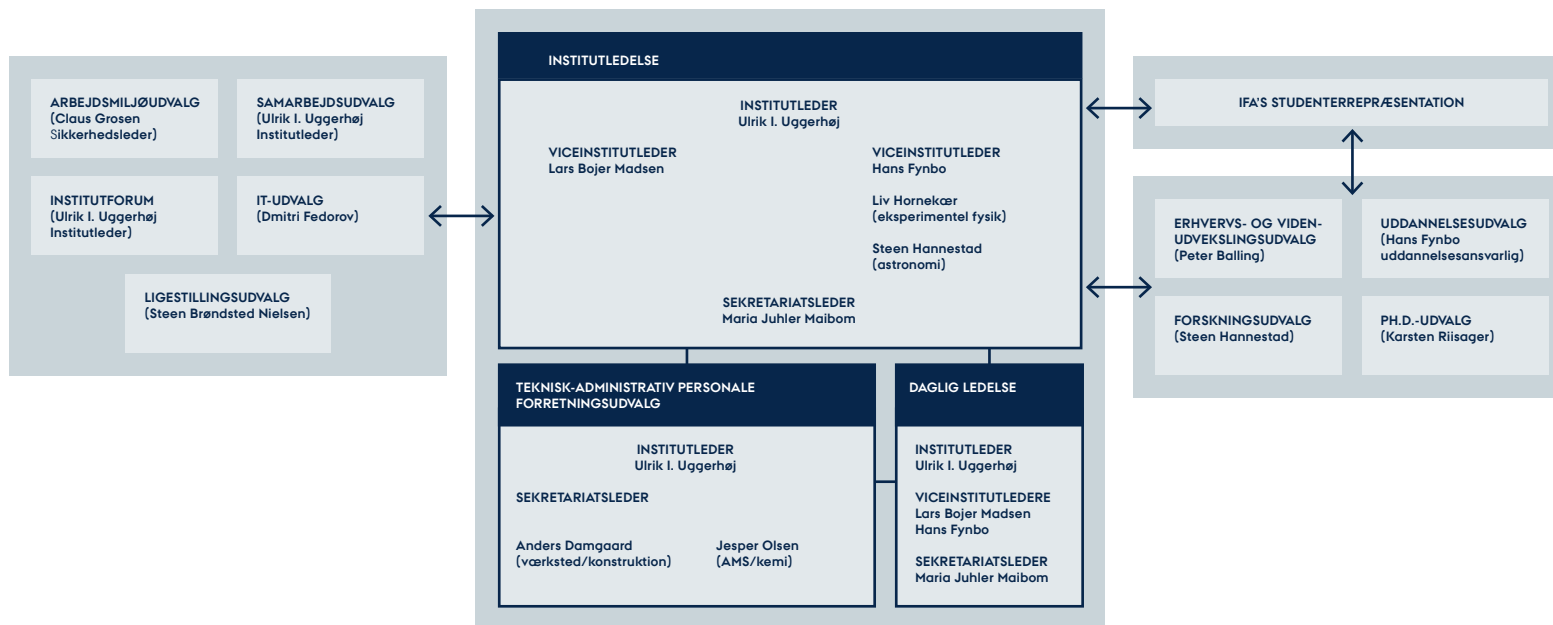 ARBEJDSMILJØUDVALG
(Claus Grosen
Sikkerhedsleder)
SAMARBEJDSUDVALG
(Ulrik I. Uggerhøj
Institutleder)
INSTITUTFORUM
(Ulrik I. Uggerhøj
Institutleder)
IT-UDVALG
(Dmitri Fedorov)
LIGESTILLINGSUDVALG
(Steen Brøndsted Nielsen)
INSTITUTLEDELSE
INSTITUTLEDER
Ulrik I. Uggerhøj
VICEINSTITUTLEDER
Lars Bojer Madsen
VICEINSTITUTLEDER
Hans Fynbo
Liv Hornekær
(eksperimentel fysik)
Steen Hannestad
(astronomi)
SEKRETARIATSLEDER
Maria Juhler Maibom
TEKNISK-ADMINISTRATIV PERSONALE
FORRETNINGSUDVALG
INSTITUTLEDER
Ulrik I. Uggerhøj
SEKRETARIATSLEDER
Anders Damgaard
(værksted/konstruktion)
Jesper Olsen
(AMS/kemi)
DAGLIG LEDELSE
INSTITUTLEDER
Ulrik I. Uggerhøj
VICEINSTITUTLEDERE
Lars Bojer Madsen
Hans Fynbo
SEKRETARIATSLEDER
Maria Juhler Maibom
IFA'S STUDENTERREPRÆSENTATION
ERHVERVS- OG VIDEN-
UDVEKSLINGSUDVALG
(Peter Balling)
UDDANNELSESUDVALG
(Hans Fynbo
uddannelsesansvarlig)
FORSKNINGSUDVALG
(Steen Hannestad)
PH.D.-UDVALG
(Karsten Riisager)